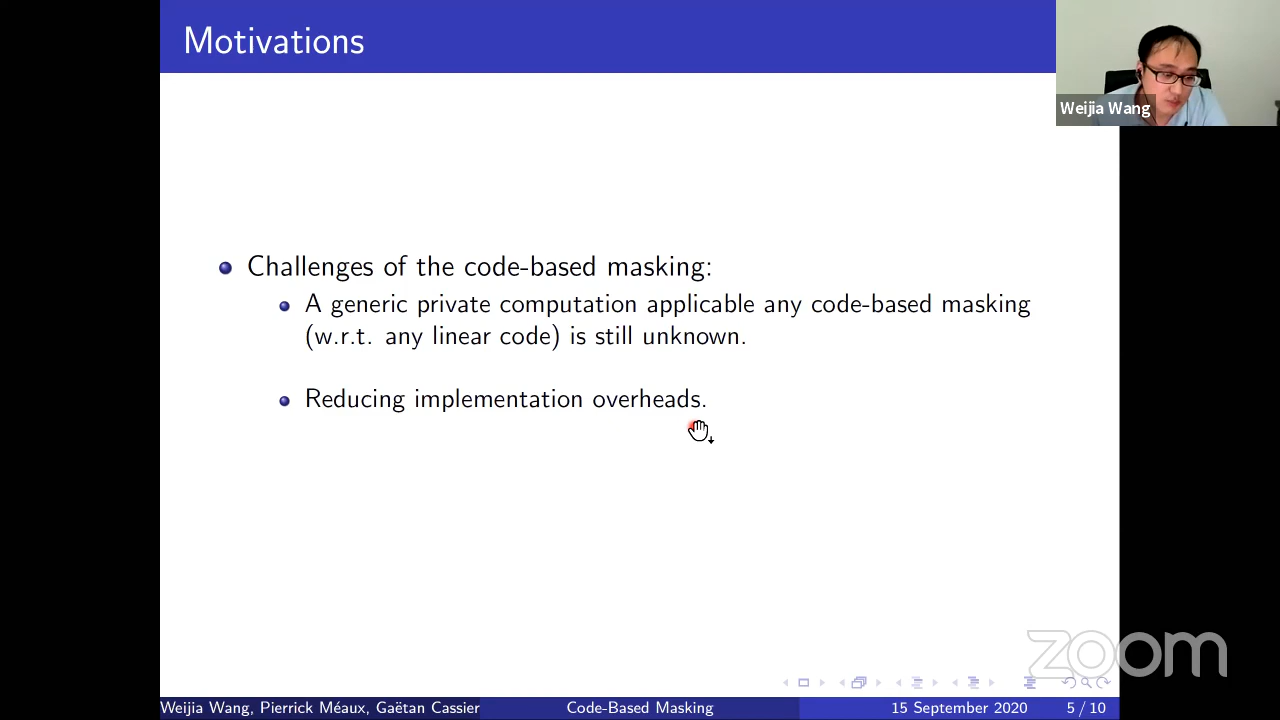 Motivations
Weijia Wang
Challenges of the code-based masking:
A generic private computation applicable any code-based masking
(w.r.t. any linear code) is still unknown.
Reducing implementation overheads.
zoom
Weijia Wang, Pierrick Méaux, Gaëtan Cassier
Code-Based Masking
15 September 2020
5 / 10